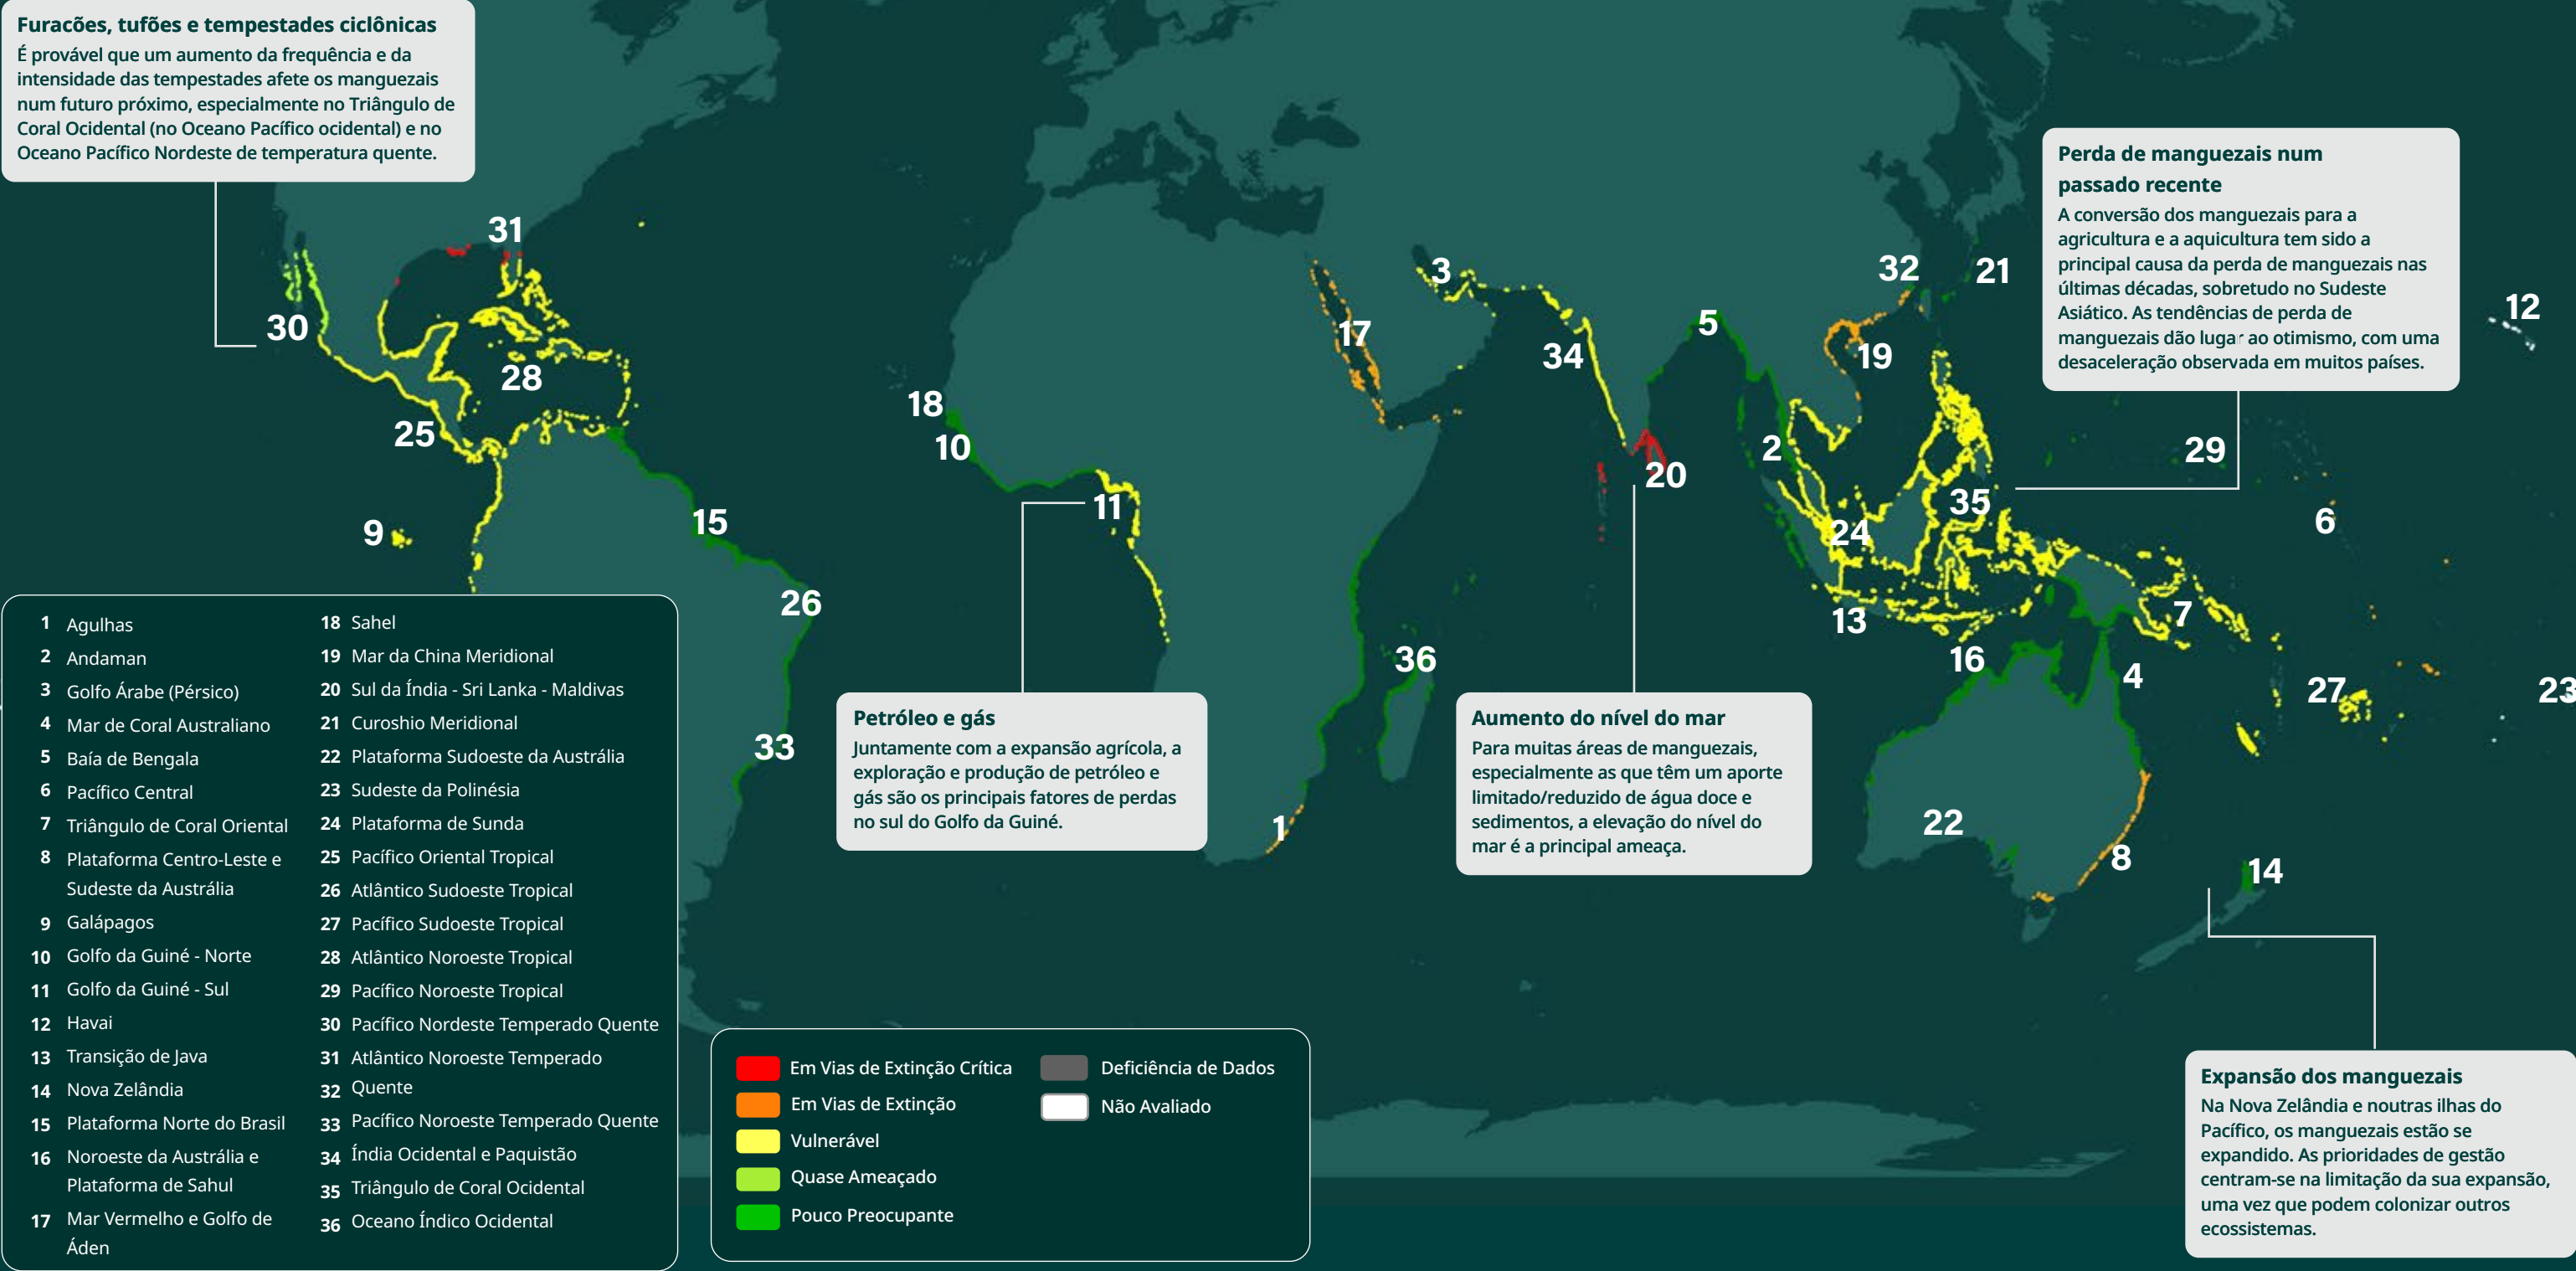 Furacões, tufões e tempestades ciclônicas
É provável que um aumento da frequência e da
intensidade das tempestades afete os manguezais
num futuro próximo, especialmente no Triângulo de
Coral Ocidental (no Oceano Pacífico ocidental) e no
Oceano Pacífico Nordeste de temperatura quente.
Perda de manguezais num
passado recente
A conversão dos manguezais para a
agricultura e a aquicultura tem sido a
principal causa da perda de manguezais nas
últimas décadas, sobretudo no Sudeste
Asiático. As tendências de perda de
manguezais dão lugar ao otimismo, com uma
desaceleração observada em muitos países.
31
30
28
25
9
15
26
33
18
10
11
17
3
34
5
20
2
32
21
19
12
29
35
24
6
13
16
7
4
36
27
23
1
22
8
14
Petróleo e gás
Juntamente com a expansão agrícola, a
exploração e produção de petróleo e
gás são os principais fatores de perdas
no sul do Golfo da Guiné.
Aumento do nível do mar
Para muitas áreas de manguezais,
especialmente as que têm um aporte
limitado/reduzido de água doce e
sedimentos, a elevação do nível do
mar é a principal ameaça.
Expansão dos manguezais
Na Nova Zelândia e noutras ilhas do
Pacífico, os manguezais estão se
expandido. As prioridades de gestão
centram-se na limitação da sua expansão,
uma vez que podem colonizar outros
ecossistemas.
1 Agulhas
2 Andaman
3 Golfo Árabe (Pérsico)
4 Mar de Coral Australiano
5 Baía de Bengala
6 Pacífico Central
7 Triângulo de Coral Oriental
8 Plataforma Centro-Leste e
Sudeste da Austrália
9 Galápagos
10 Golfo da Guiné - Norte
11 Golfo da Guiné - Sul
12 Havai
13 Transição de Java
14 Nova Zelândia
15 Plataforma Norte do Brasil
16 Noroeste da Austrália e
Plataforma de Sahul
17 Mar Vermelho e Golfo de
Áden
18 Sahel
19 Mar da China Meridional
20 Sul da Índia - Sri Lanka - Maldivas
21 Curoshio Meridional
22 Plataforma Sudoeste da Austrália
23 Sudeste da Polinésia
24 Plataforma de Sunda
25 Pacífico Oriental Tropical
26 Atlântico Sudoeste Tropical
27 Pacífico Sudoeste Tropical
28 Atlântico Noroeste Tropical
29 Pacífico Noroeste Tropical
30 Pacífico Nordeste Temperado Quente
31 Atlântico Noroeste Temperado
32 Quente
33 Pacífico Noroeste Temperado Quente
34 Índia Ocidental e Paquistão
35 Triângulo de Coral Ocidental
36 Oceano Índico Ocidental
Em Vias de Extinção Crítica
Em Vias de Extinção
Vulnerável
Quase Ameaçado
Pouco Preocupante
Deficiência de Dados
Não Avaliado